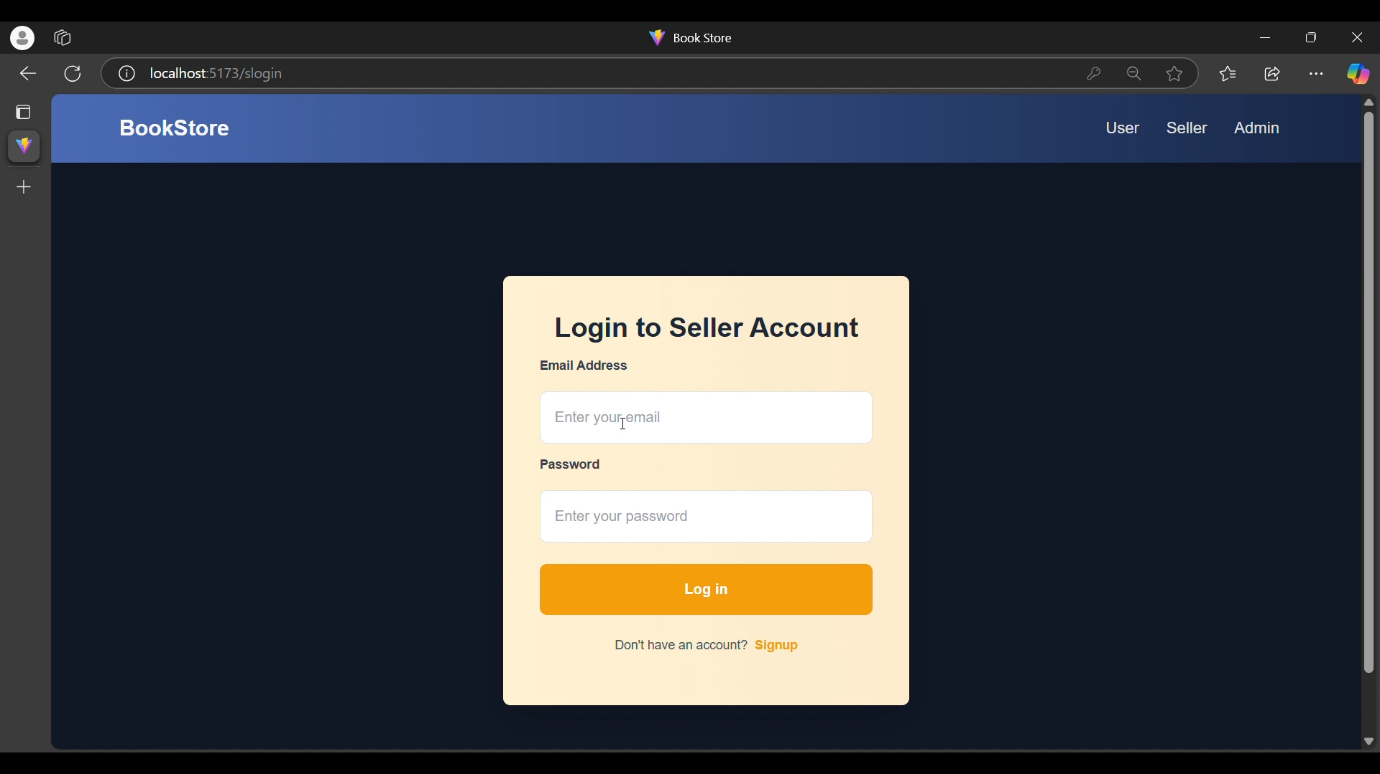 Book Store
localhost:5173/slogin
BookStore
User Seller Admin
Login to Seller Account
Email Address
Enter your email
Password
Enter your password
Log in
Don't have an account? Signup